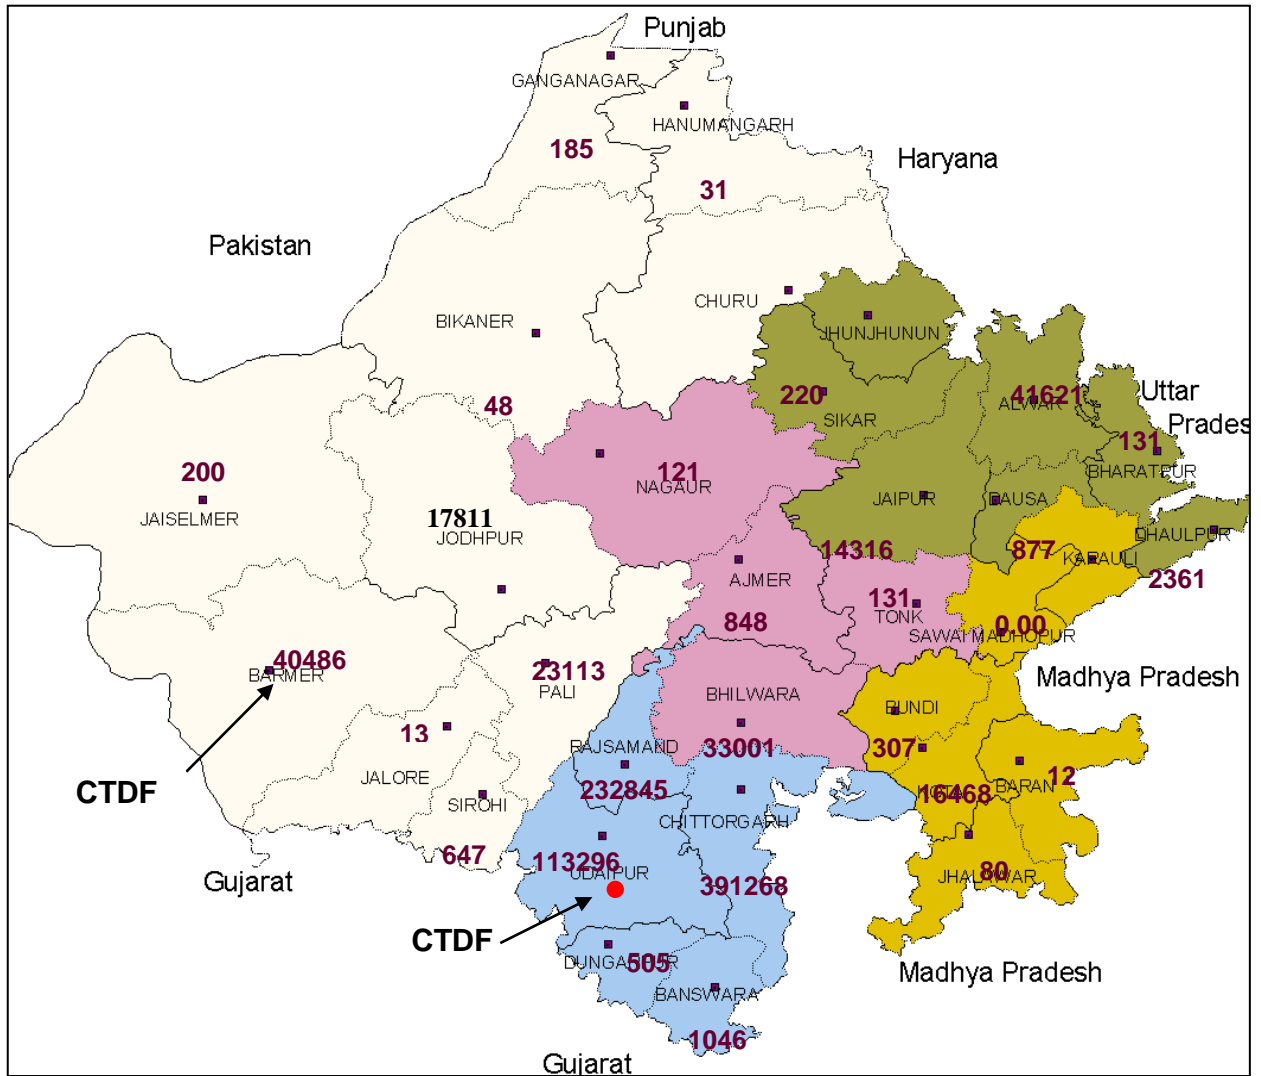 Punjab
GANGANAGAR
HANUMANGARH
185
Haryana
31
Pakistan
CHURU
BIKANER
JHUNJHUNUN
48
220
SIKAR
41621
ALWAR
Uttar
Prades
131
BHARATPUR
200
JAISELMER
121
NAGAUR
17811
JODHPUR
JAIPUR
DAUSA
14316
877
KARAULI
DHAULPUR
2361
AJMER
848
131
TONK
0.00
SAWAI MADHOPUR
40486
BARMER
23113
PALI
Madhya Pradesh
BHILWARA
BUNDI
13
RAJSAMAND
33001
307
CTDF
JALORE
SIROHI
232845
16468
KOTA
BARAN
12
CHITTORGARH
647
113296
UDAIPUR
391268
80
JHALAWAR
Gujarat
CTDF
DUNGARPUR
505
Madhya Pradesh
BANSWARA
1046
Gujarat